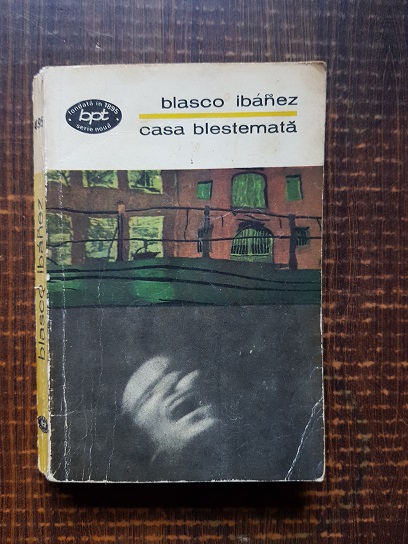 fondată în 1895
bpt
serie nouă
blasco ibáñez
casa blestemată
blasco ibáñez